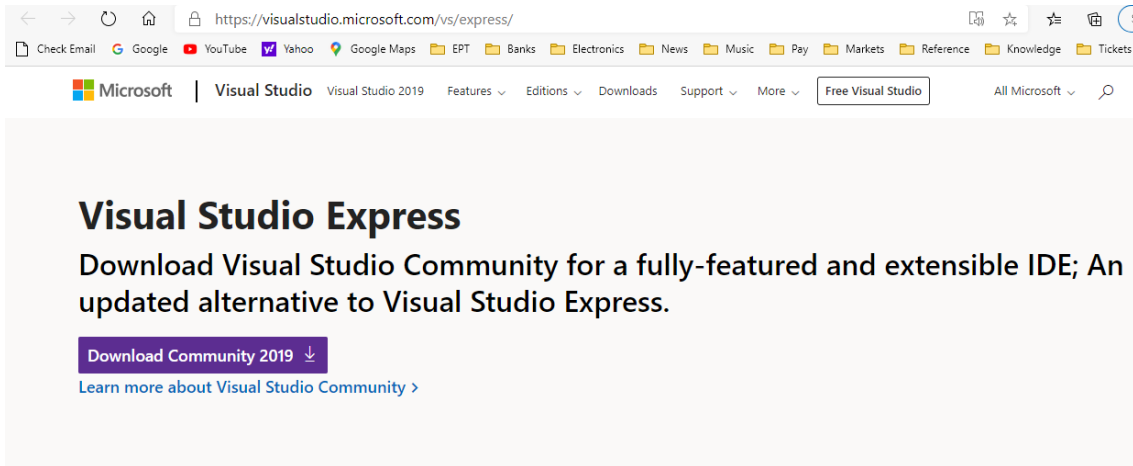 https://visualstudio.microsoft.com/vs/express/
Check Email Google YouTube Yahoo Google Maps EPT Banks Electronics News Music Pay Markets Reference Knowledge Tickets
Microsoft | Visual Studio Visual Studio 2019 Features Editions Downloads Support More Free Visual Studio All Microsoft
Visual Studio Express
Download Visual Studio Community for a fully-featured and extensible IDE; An
updated alternative to Visual Studio Express.
Download Community 2019
Learn more about Visual Studio Community >